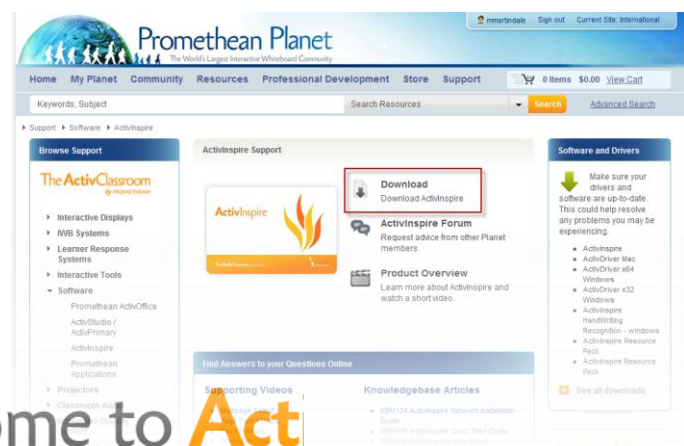 mmartindale Sign out Current Site: International
Promethean Planet
The World's Largest Interactive Whiteboard Community
Home My Planet Community Resources Professional Development Store Support 0 Items $0.00 View Cart
Keywords, Subject Search Resources Search Advanced Search
Support Software ActivInspire
Browse Support
The ActivClassroom
by PROMETHEAN
Interactive Displays
IWB Systems
Learner Response
Systems
Interactive Tools
Software
Promethean ActivOffice
ActivStudio /
ActivPrimary
ActivInspire
Promethean
Applications
Projectors
ActivInspire Support
ActivInspire
Download
Download ActivInspire
ActivInspire Forum
Request advice from other Planet
members.
Product Overview
Learn more about ActivInspire and
watch a short video.
Find Answers to your Questions Online
Supporting Videos
Knowledgebase Articles
KBM134 ActivInspire Network Installation
Guide
Software and Drivers
Make sure your
drivers and
software are up-to-date.
This could help resolve
any problems you may be
experiencing.
ActivInspire
ActivDriver Mac
ActivDriver x64
Windows
ActivDriver x32
Windows
ActivInspire
HandWriting
Recognition - windows
ActivInspire Resource
Pack
ActivInspire Resource
Pack
See all downloads
ome to Act